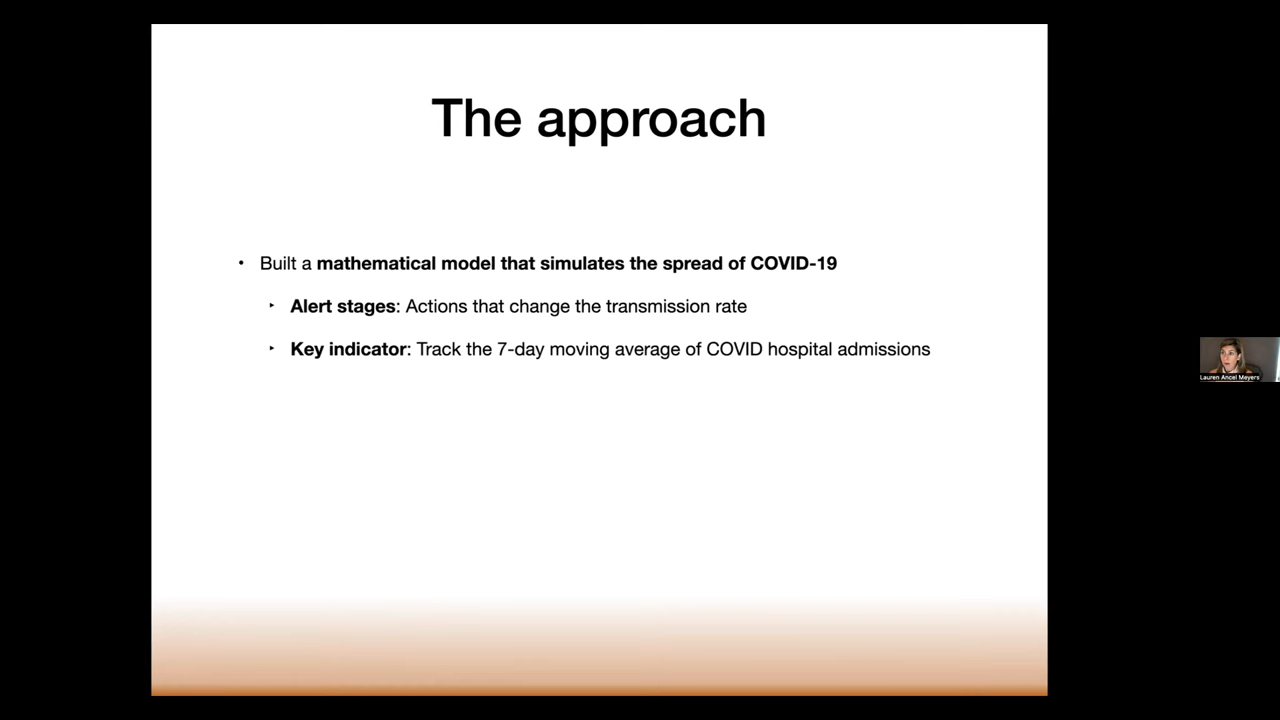 The approach
• Built a mathematical model that simulates the spread of COVID-19
‣ Alert stages: Actions that change the transmission rate
‣ Key indicator: Track the 7-day moving average of COVID hospital admissions
Lauren Ancel Meyers